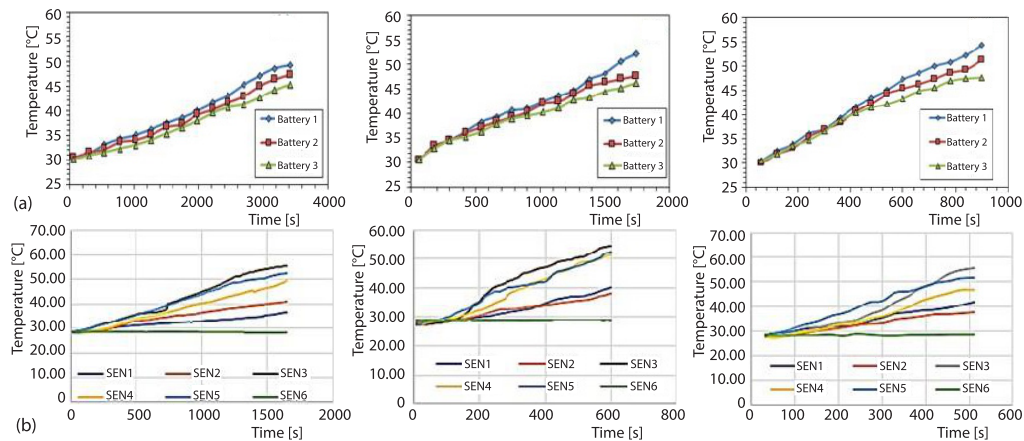 60
55
50
45
40
35
30
25
Temperature [°C]
Battery 1
Battery 2
Battery 3
0 1000 2000 3000 4000
Time [s]
60
55
50
45
40
35
30
25
Temperature [°C]
Battery 1
Battery 2
Battery 3
0 500 1000 1500 2000
Time [s]
60
55
50
45
40
35
30
25
Temperature [°C]
Battery 1
Battery 2
Battery 3
0 200 400 600 800 1000
Time [s]
(a)
70.00
60.00
50.00
40.00
30.00
20.00
10.00
0
Temperature [°C]
SEN1 SEN2 SEN3
SEN4 SEN5 SEN6
0 500 1000 1500 2000
Time [s]
60.00
50.00
40.00
30.00
20.00
10.00
0
Temperature [°C]
SEN1 SEN2 SEN3
SEN4 SEN5 SEN6
0 200 400 600 800
Time [s]
70.00
60.00
50.00
40.00
30.00
20.00
10.00
0.00
Temperature [°C]
SEN1 SEN2 SEN3
SEN4 SEN5 SEN6
0 100 200 300 400 500 600
Time [s]
(b)